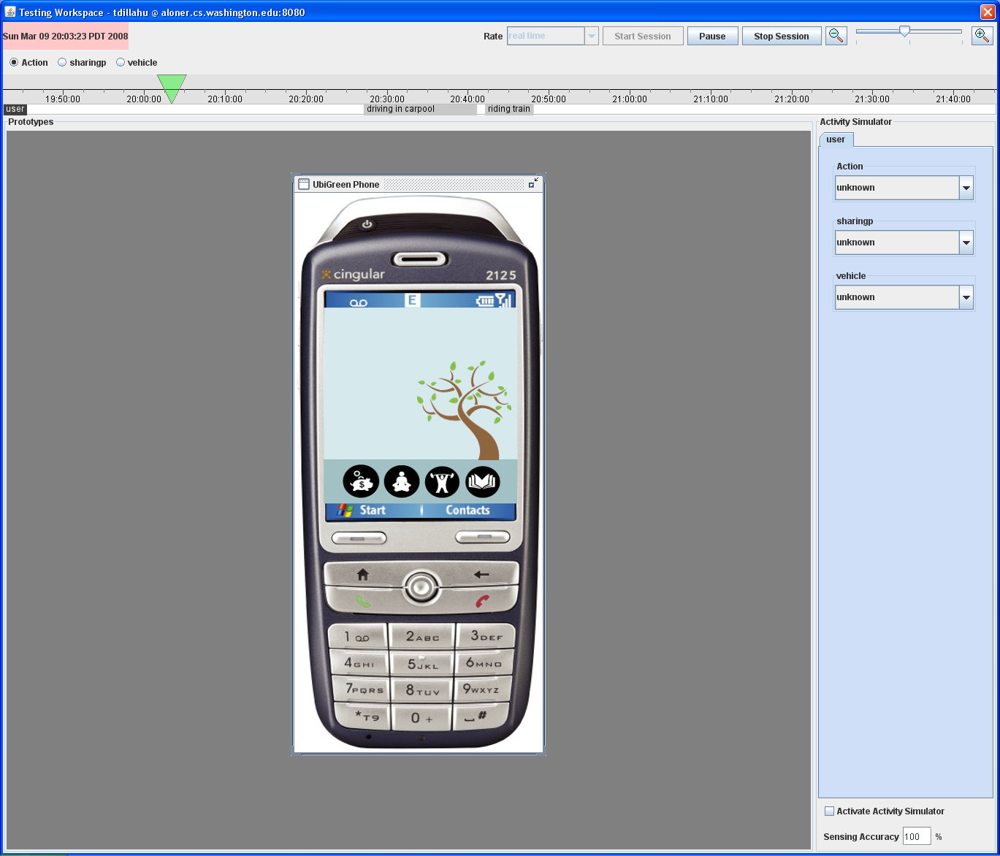 Testing Workspace - tdillahu @ aloner.cs.washington.edu:8080
Sun Mar 09 20:03:23 PDT 2008
Rate real time Start Session Pause Stop Session
Action sharingp vehicle
19:50:00 20:00:00 20:10:00 20:20:00 20:30:00 20:40:00 20:50:00 21:00:00 21:10:00 21:20:00 21:30:00 21:40:00
user driving in carpool riding train
Prototypes
UbiGreen Phone
cingular 2125
E
$
Start Contacts
1 2ABC 3DEF
4GHI 5JKL 6MNO
7PQRS 8TUV 9WXYZ
*T9 0 + #
Activity Simulator
user
Action
unknown
sharingp
unknown
vehicle
unknown
Activate Activity Simulator
Sensing Accuracy 100 %